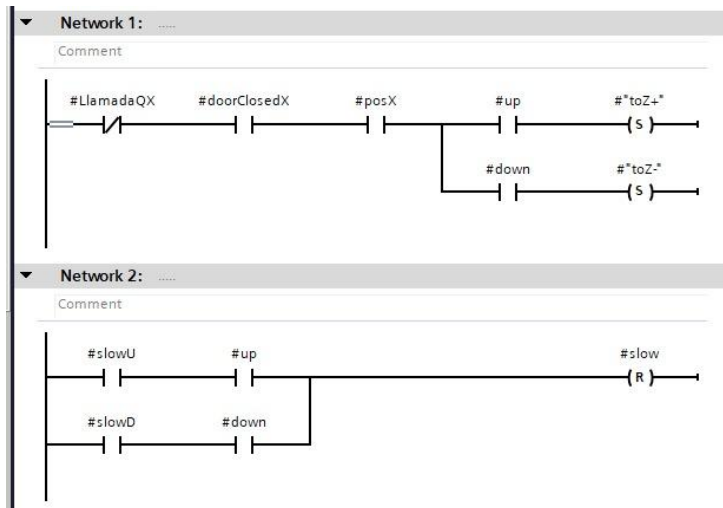 Network 1: .....
Comment
#LlamadaQX #doorClosedX #posX #up #"toZ+"
S
#down #"toZ-"
S
Network 2: .....
Comment
#slowU #up #slow
R
#slowD #down